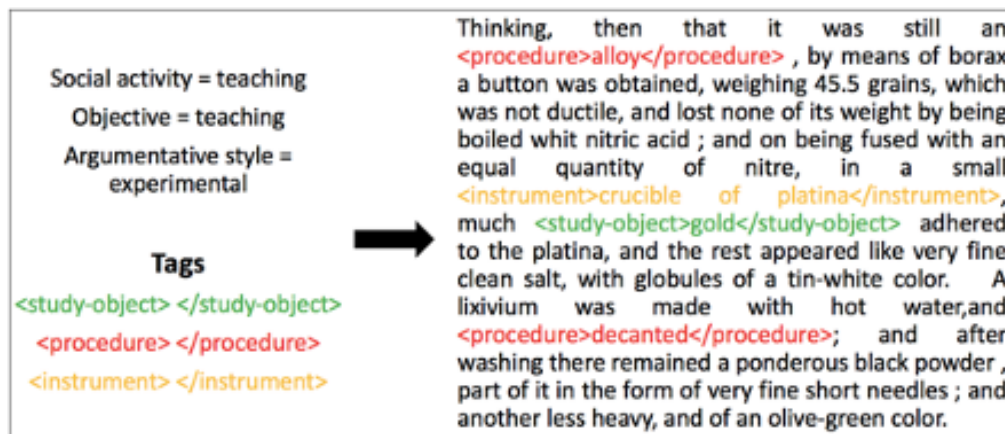 Social activity = teaching
Objective = teaching
Argumentative style =
experimental
Tags
<study-object> </study-object>
<procedure> </procedure>
<instrument> </instrument>
Thinking, then that it was still an
<procedure>alloy</procedure> , by means of borax
a button was obtained, weighing 45.5 grains, which
was not ductile, and lost none of its weight by being
boiled whit nitric acid ; and on being fused with an
equal quantity of nitre, in a small
<instrument>crucible of platina</instrument>,
much <study-object>gold</study-object> adhered
to the platina, and the rest appeared like very fine
clean salt, with globules of a tin-white color. A
lixivium was made with hot water,and
<procedure>decanted</procedure>; and after
washing there remained a ponderous black powder ,
part of it in the form of very fine short needles ; and
another less heavy, and of an olive-green color.